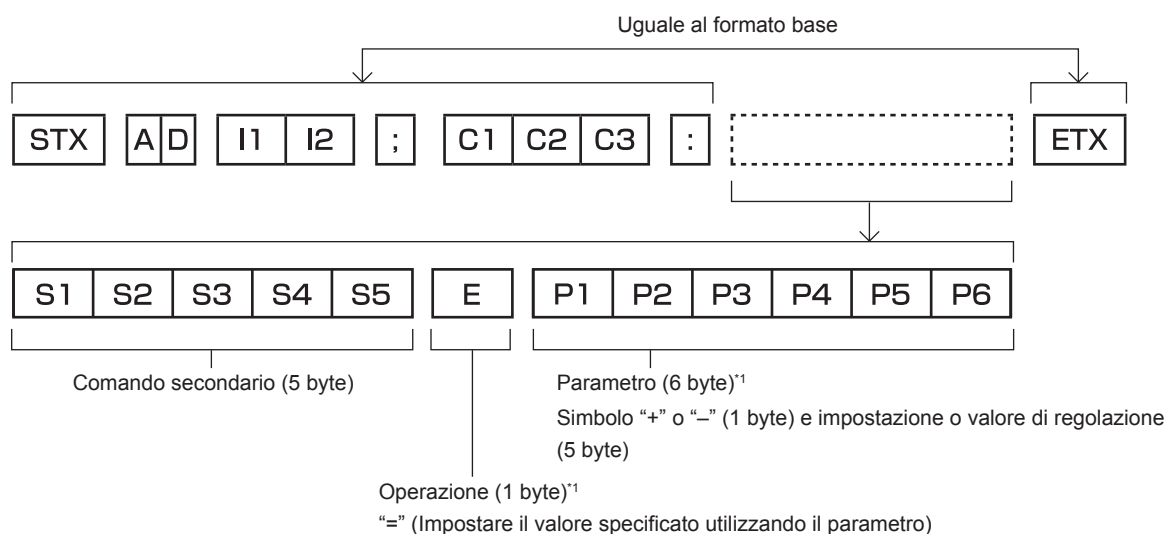 Uguale al formato base
STX AD I1 I2 ; C1 C2 C3 : ETX
S1 S2 S3 S4 S5 E P1 P2 P3 P4 P5 P6
Comando secondario (5 byte)
Parametro (6 byte)*1
Simbolo “+” o “–” (1 byte) e impostazione o valore di regolazione
(5 byte)
Operazione (1 byte)*1
“=” (Impostare il valore specificato utilizzando il parametro)